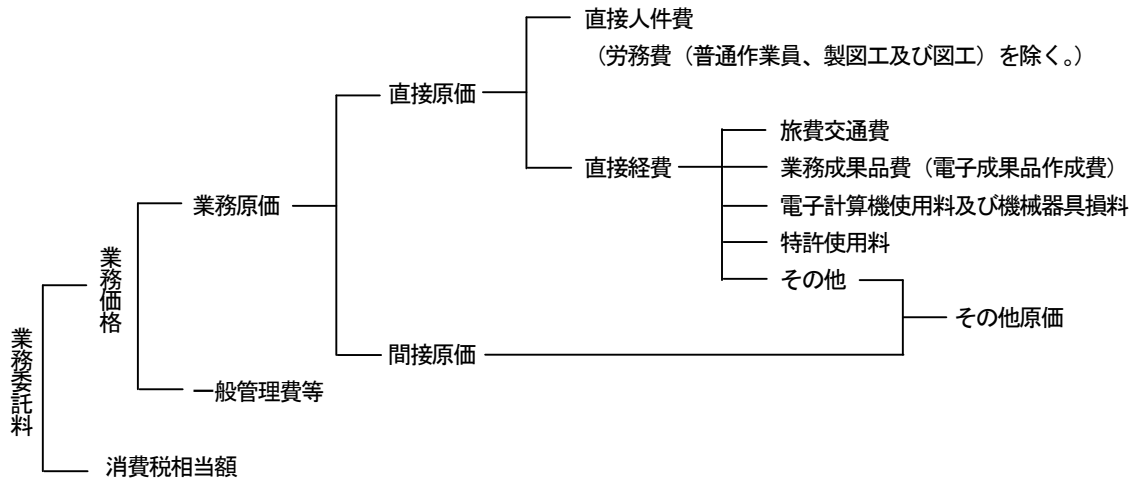 直接人件費
（労務費（普通作業員、製図工及び図工）を除く。）
直接原価
旅費交通費
直接経費
業務成果品費（電子成果品作成費）
業務原価
電子計算機使用料及び機械器具損料
特許使用料
業務価格
その他
その他原価
業務委託料
間接原価
一般管理費等
消費税相当額